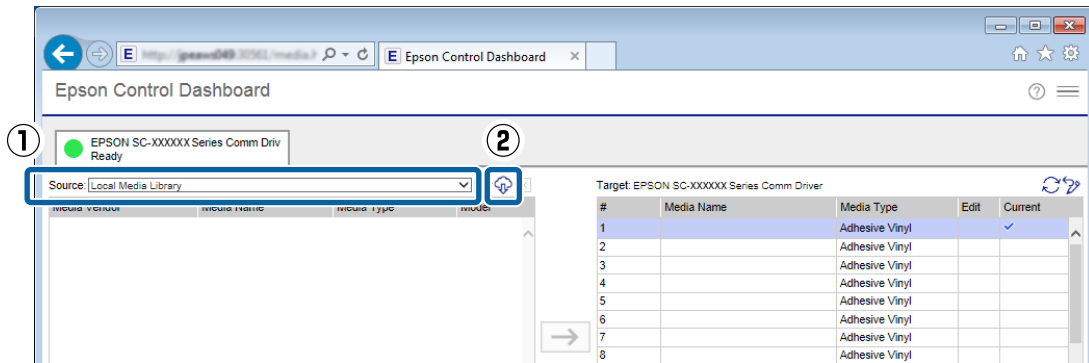 Epson Control Dashboard
Epson Control Dashboard
①
EPSON SC-XXXXXX Series Comm Driv
Ready
②
Source: Local Media Library
Target: EPSON SC-XXXXXX Series Comm Driver
Media Vendor Media Name Media Type Model
# Media Name Media Type Edit Current
1 Adhesive Vinyl
2 Adhesive Vinyl
3 Adhesive Vinyl
4 Adhesive Vinyl
5 Adhesive Vinyl
6 Adhesive Vinyl
7 Adhesive Vinyl
8 Adhesive Vinyl